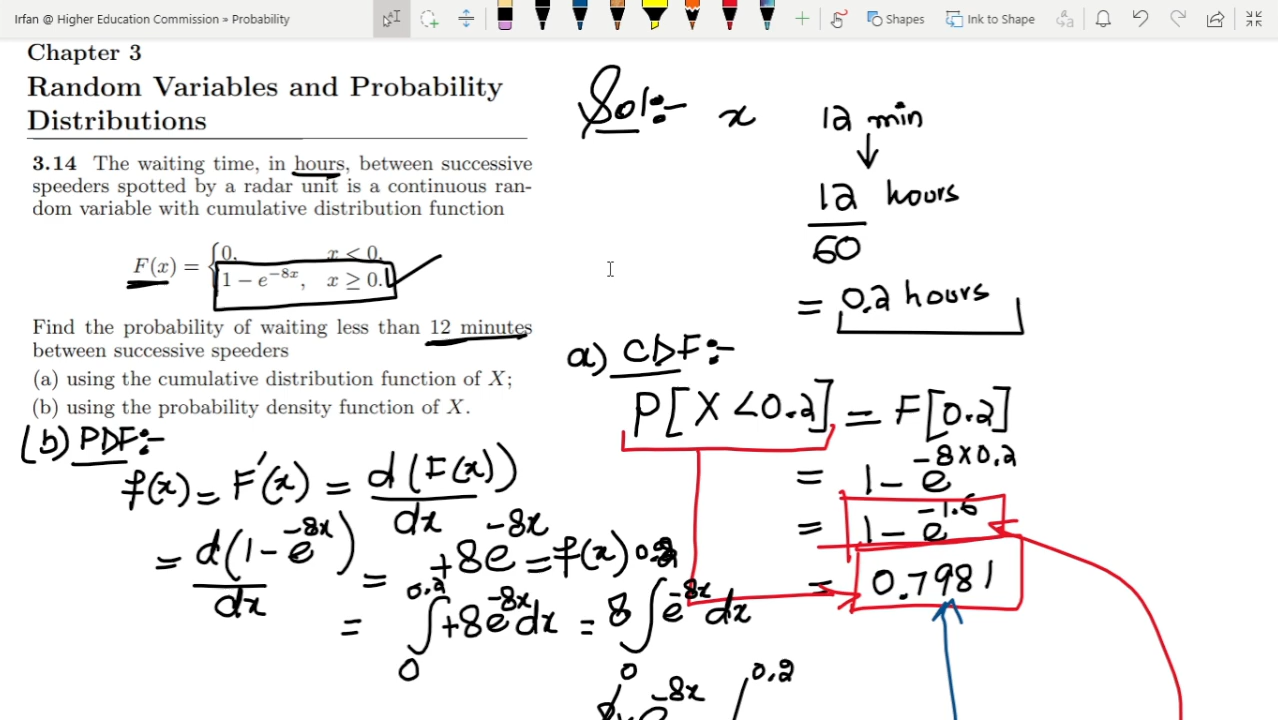 Irfan @ Higher Education Commission » Probability
Shapes
Ink to Shape
Chapter 3
Random Variables and Probability
Distributions
3.14 The waiting time, in hours, between successive
speeders spotted by a radar unit is a continuous ran-
dom variable with cumulative distribution function
F(x) = {0, x < 0,
1 − e^−8x, x ≥ 0.
Find the probability of waiting less than 12 minutes
between successive speeders
(a) using the cumulative distribution function of X;
(b) using the probability density function of X.
(b) PDF:-
f(x) = F'(x) = d(F(x))/dx
= d(1-e^-8x)/dx = +8e^-8x = f(x)
= ∫_0^0.2 +8e^-8x dx = 8 ∫_0^0.2 e^-8x dx
e^-8x |^0.2
Sol:- x
12 min
↓
12/60 hours
= 0.2 hours
a) CDF:-
P[X<0.2] = F[0.2]
= 1-e^-8×0.2
= 1-e^-1.6
= 0.7981